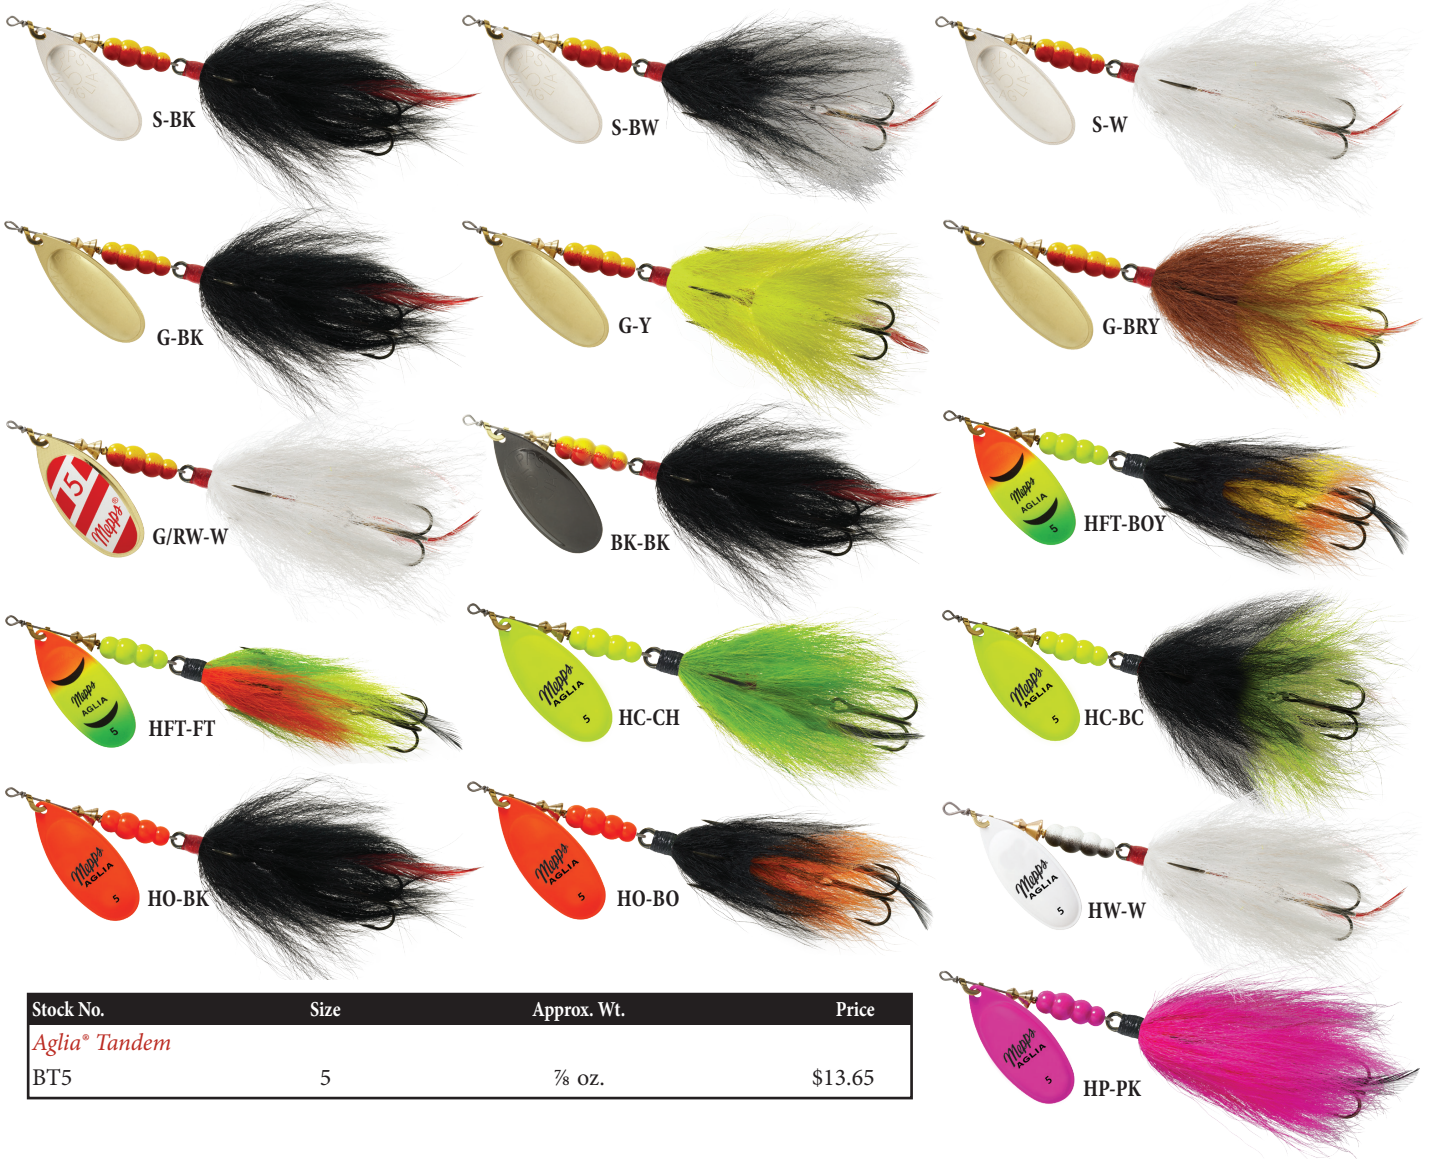 S-BK
S-BW
S-W
G-BK
G-Y
G-BRY
15
Mepps®
G/RW-W
BK-BK
Mepps
AGLIA
5
HFT-BOY
Mepps
AGLIA
5
HFT-FT
Mepps
AGLIA
5
HC-CH
Mepps
AGLIA
5
HC-BC
Mepps
AGLIA
5
HO-BK
Mepps
AGLIA
5
HO-BO
Mepps
AGLIA
5
HW-W
Mepps
AGLIA
5
HP-PK
Stock No. Size Approx. Wt. Price
Aglia® Tandem
BT5 5 ⅞ oz. $13.65